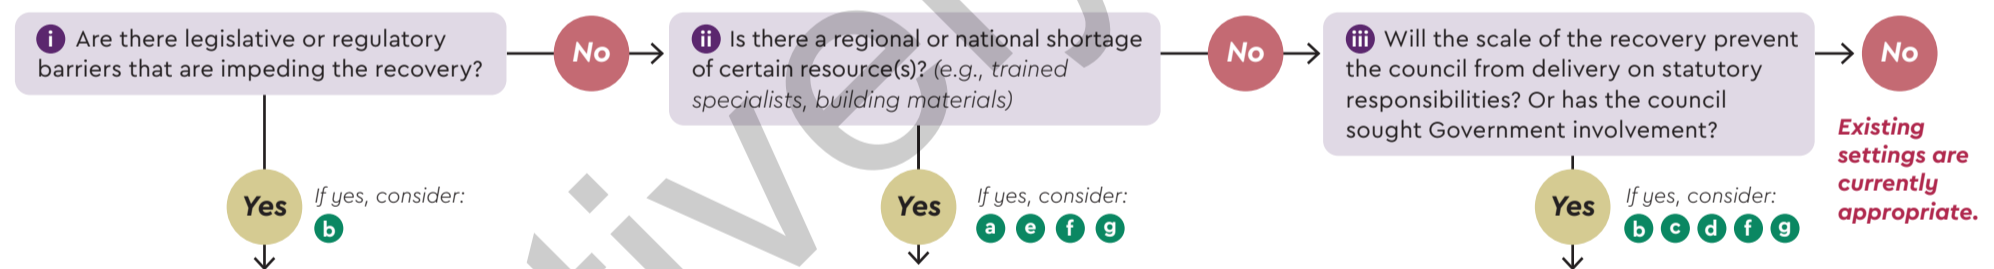 i Are there legislative or regulatory
barriers that are impeding the recovery?
No
ii Is there a regional or national shortage
of certain resource(s)? (e.g., trained
specialists, building materials)
No
iii Will the scale of the recovery prevent
the council from delivery on statutory
responsibilities? Or has the council
sought Government involvement?
No
Existing
settings are
currently
appropriate.
Yes
If yes, consider:
b
Yes
If yes, consider:
a e f g
Yes
If yes, consider:
b c d f g